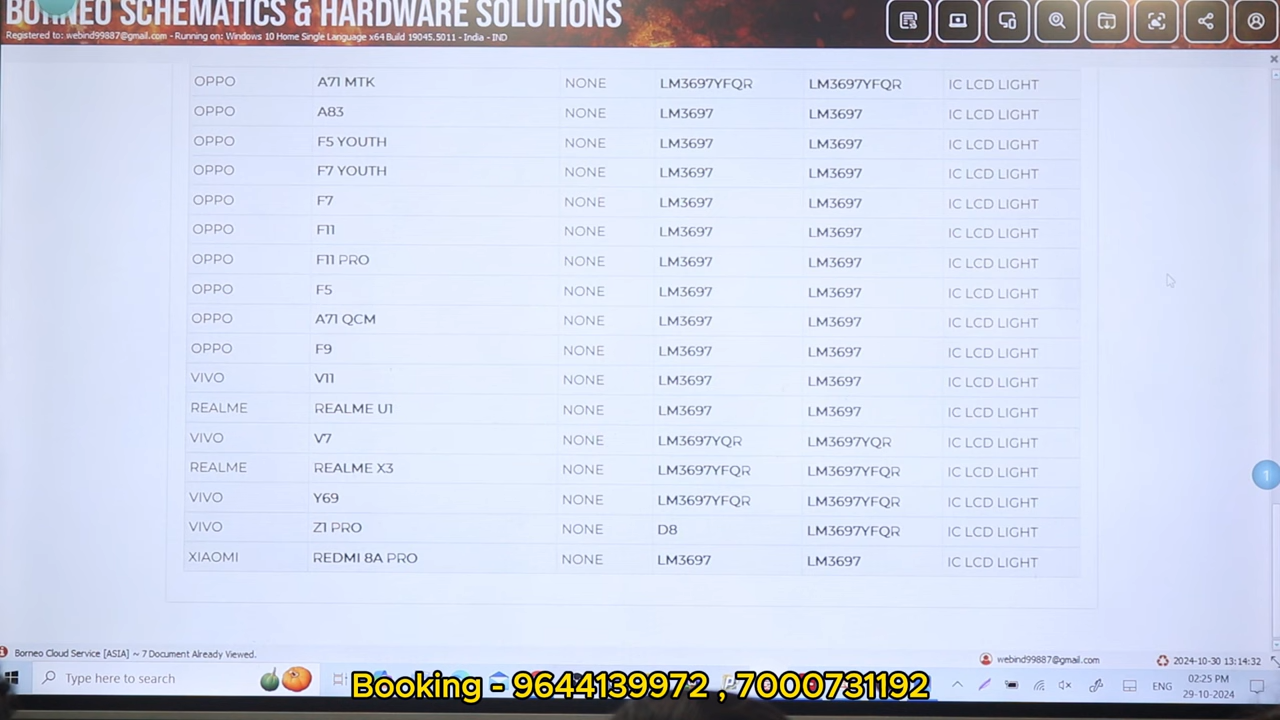 BORNEO SCHEMATICS & HARDWARE SOLUTIONS
Registered to: webind99887@gmail.com - Running on: Windows 10 Home Single Language x64 Build 19045.5011 - India - IND
OPPO A71 MTK NONE LM3697YFQR LM3697YFQR IC LCD LIGHT
OPPO A83 NONE LM3697 LM3697 IC LCD LIGHT
OPPO F5 YOUTH NONE LM3697 LM3697 IC LCD LIGHT
OPPO F7 YOUTH NONE LM3697 LM3697 IC LCD LIGHT
OPPO F7 NONE LM3697 LM3697 IC LCD LIGHT
OPPO F11 NONE LM3697 LM3697 IC LCD LIGHT
OPPO F11 PRO NONE LM3697 LM3697 IC LCD LIGHT
OPPO F5 NONE LM3697 LM3697 IC LCD LIGHT
OPPO A71 QCM NONE LM3697 LM3697 IC LCD LIGHT
OPPO F9 NONE LM3697 LM3697 IC LCD LIGHT
VIVO V11 NONE LM3697 LM3697 IC LCD LIGHT
REALME REALME U1 NONE LM3697 LM3697 IC LCD LIGHT
VIVO V7 NONE LM3697YQR LM3697YQR IC LCD LIGHT
REALME REALME X3 NONE LM3697YFQR LM3697YFQR IC LCD LIGHT
VIVO Y69 NONE LM3697YFQR LM3697YFQR IC LCD LIGHT
VIVO Z1 PRO NONE D8 LM3697YFQR IC LCD LIGHT
XIAOMI REDMI 8A PRO NONE LM3697 LM3697 IC LCD LIGHT
1
Borneo Cloud Service [ASIA] ~ 7 Document Already Viewed.
webind99887@gmail.com 2024-10-30 13:14:32
Type here to search
ENG 02:25 PM
29-10-2024
Booking - 9644139972 , 7000731192